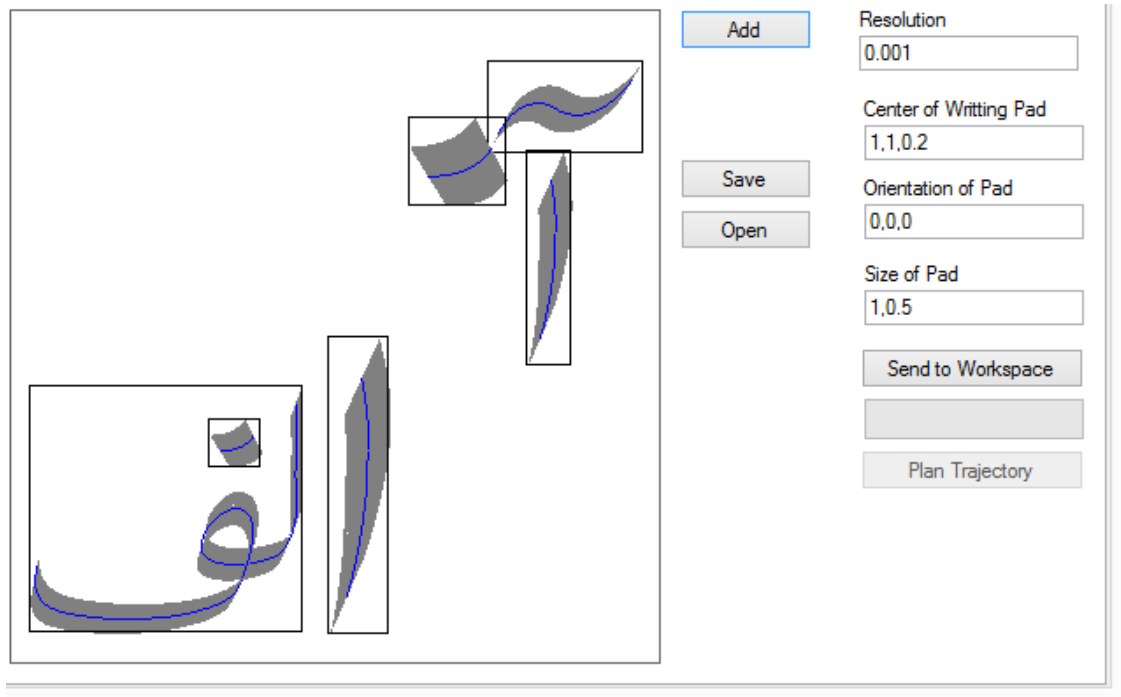 آ
الف
Add
Save
Open
Resolution
0.001
Center of Writting Pad
1,1,0.2
Orientation of Pad
0,0,0
Size of Pad
1,0.5
Send to Workspace
Plan Trajectory